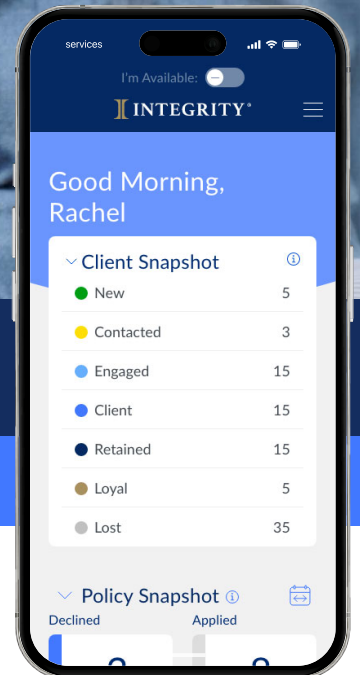 services
I'm Available:
INTEGRITY®
Good Morning,
Rachel
Client Snapshot
New 5
Contacted 3
Engaged 15
Client 15
Retained 15
Loyal 5
Lost 35
Policy Snapshot
Declined Applied